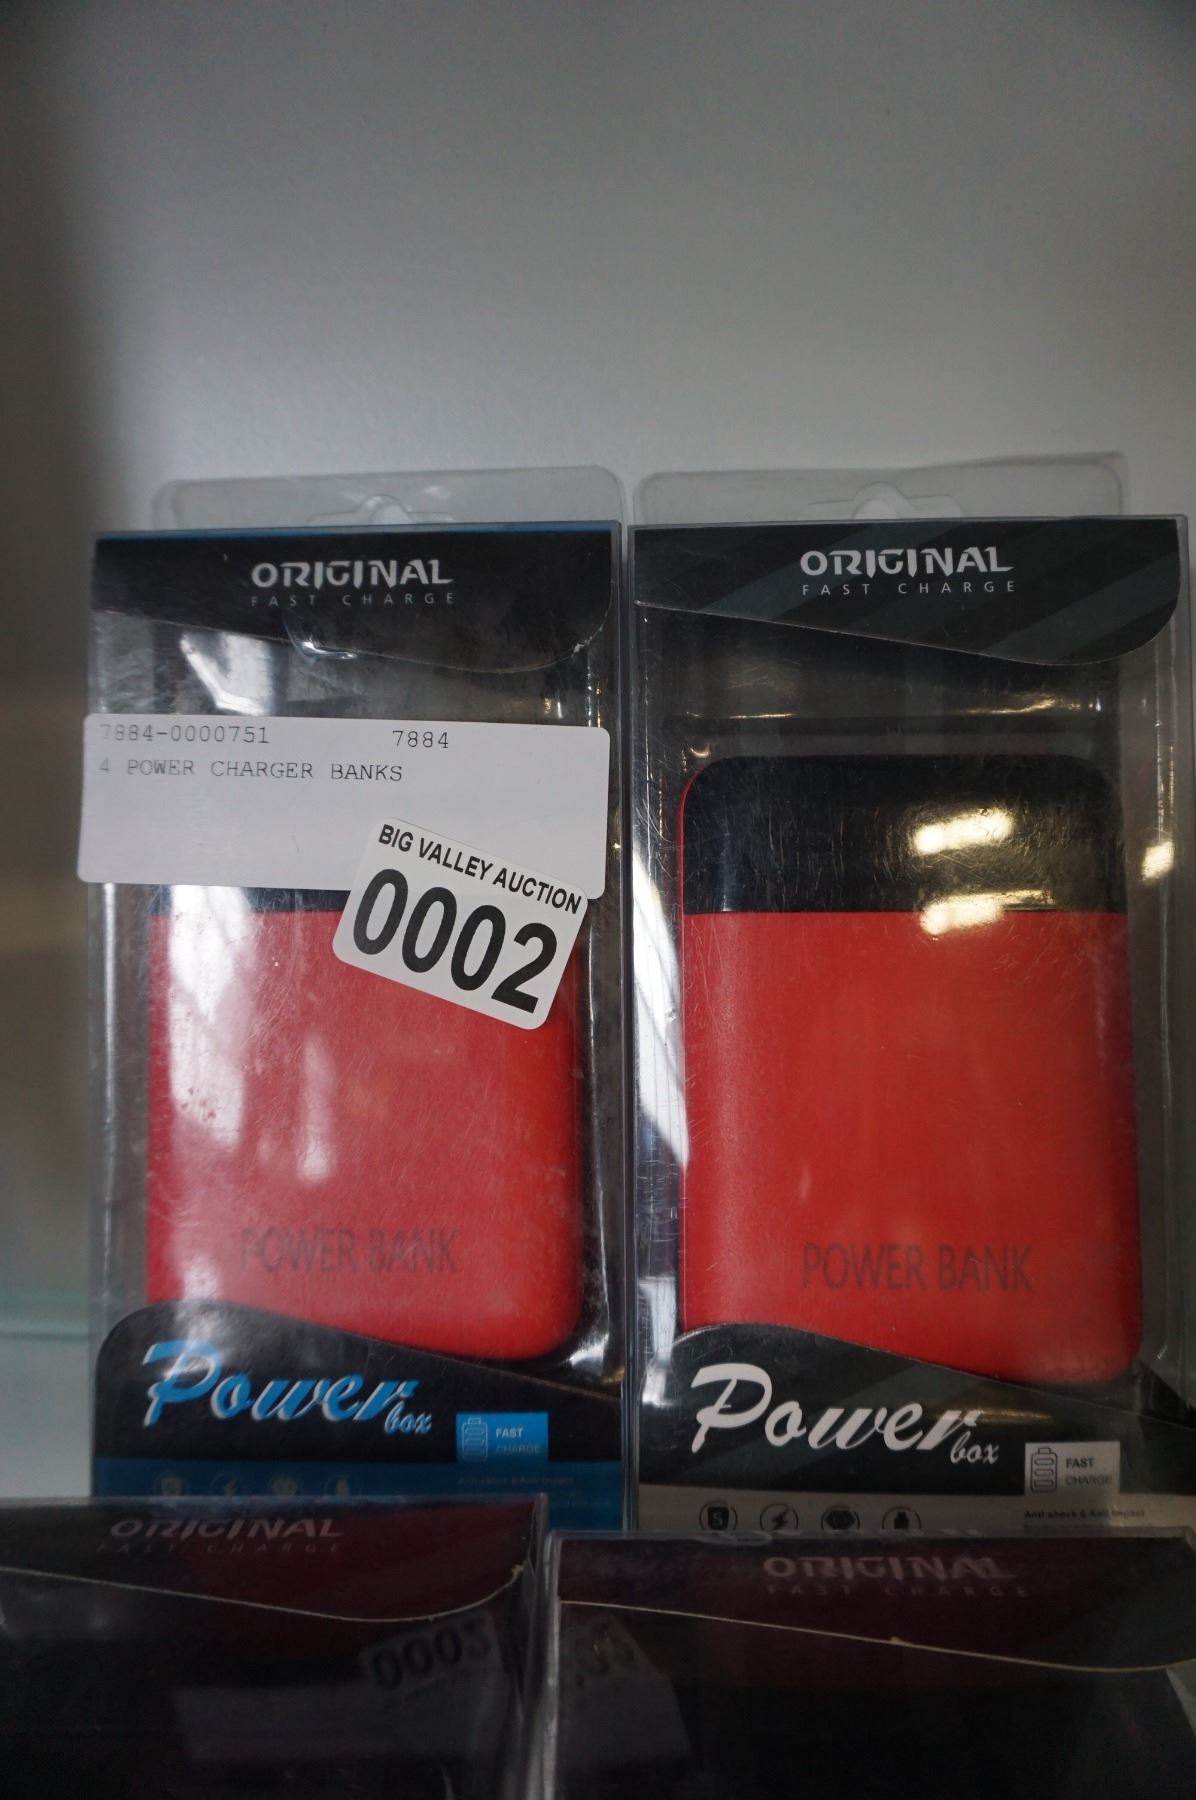 ORIGINAL
FAST CHARGE
7884-0000751 7884
4 POWER CHARGER BANKS
BIG VALLEY AUCTION
0002
POWER BANK
Power
box
FAST
CHARGE
ORIGINAL
FAST CHARGE
POWER BANK
Power
box
FAST
CHARGE
Anti-shock & Anti Impact
ORIGINAL
FAST CHARGE
0002
ORIGINAL
FAST CHARGE